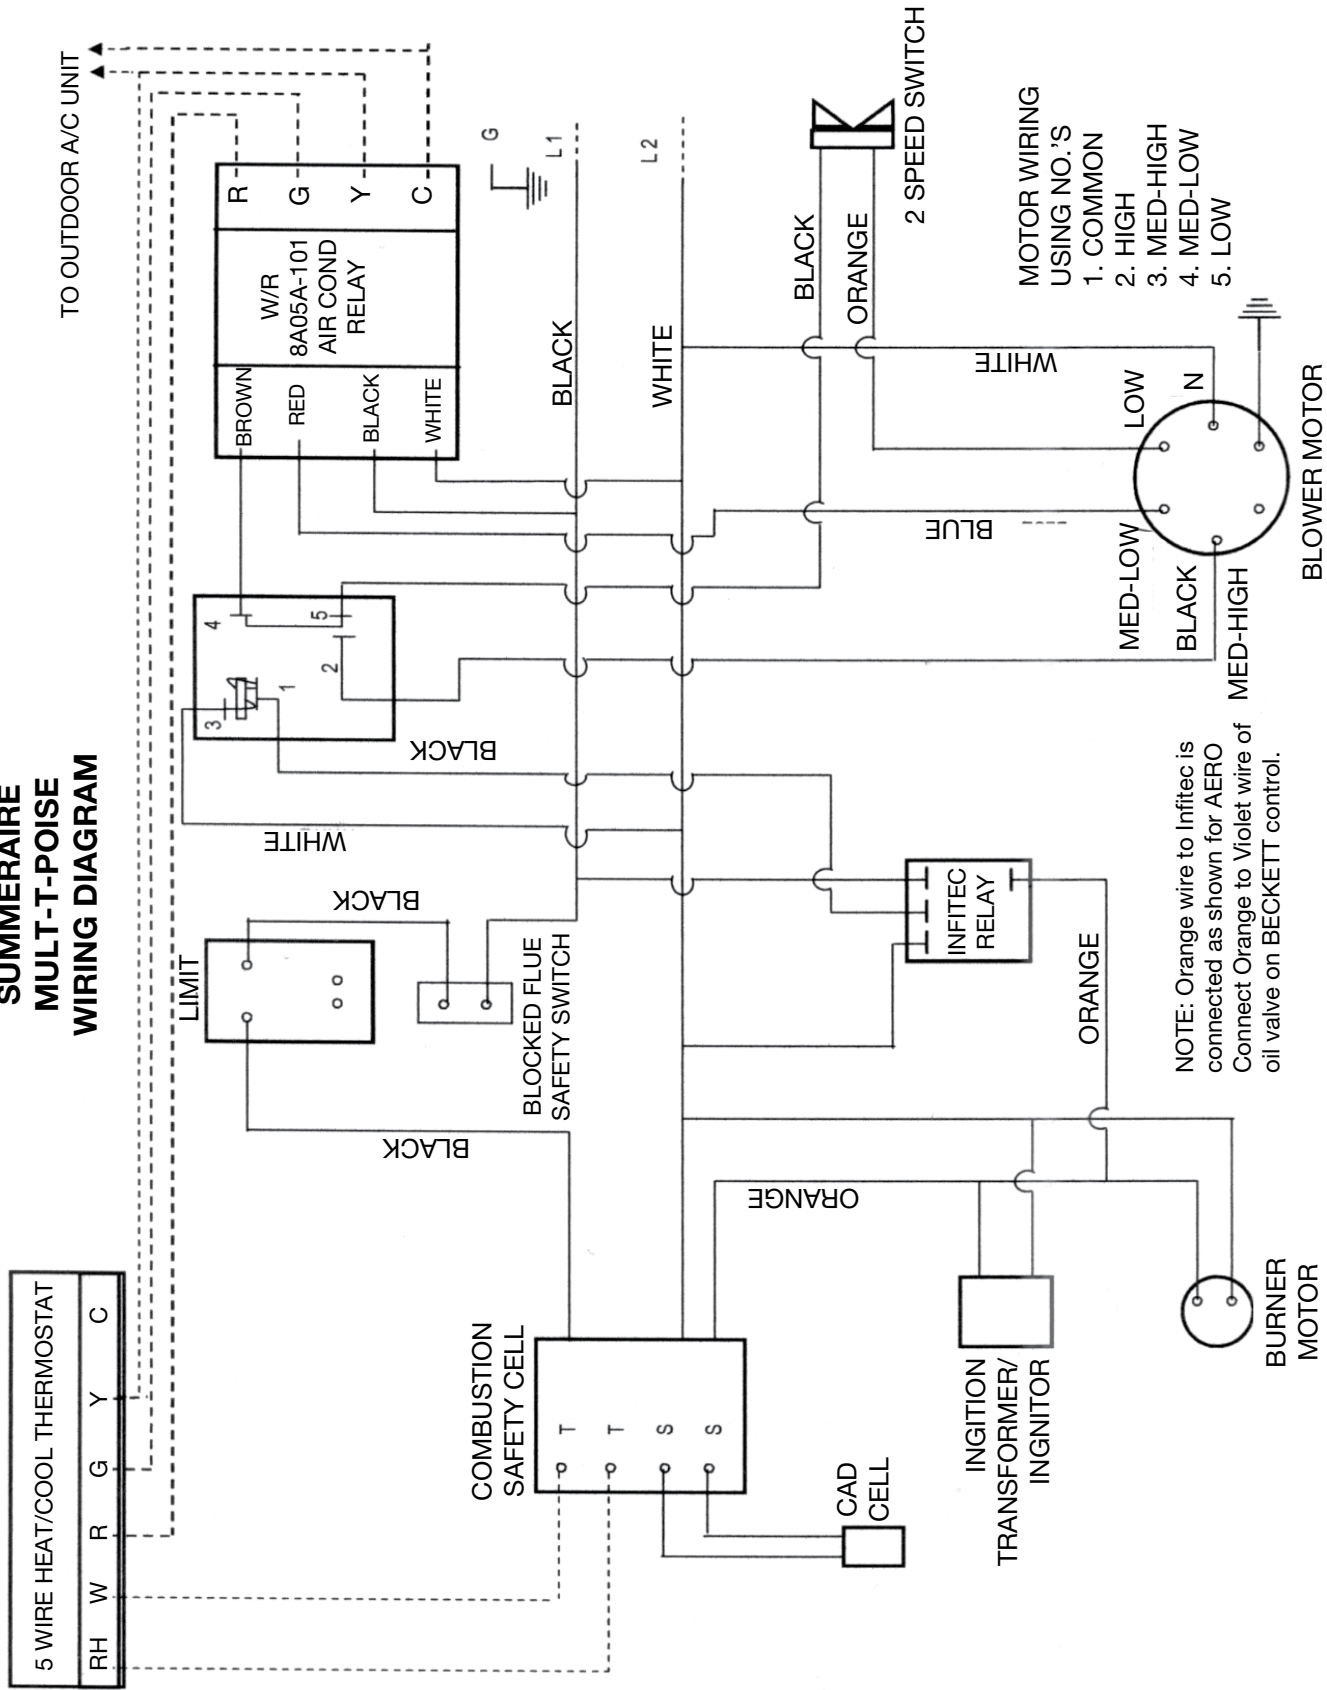 SUMMERAIRE
MULT-T-POISE
WIRING DIAGRAM
5 WIRE HEAT/COOL THERMOSTAT
RH W R G Y C
TO OUTDOOR A/C UNIT
R
G
Y
C
W/R
8A05A-101
AIR COND
RELAY
BROWN
RED
BLACK
WHITE
G
L1
L2
BLACK
WHITE
4
5
2
1
3
BLACK
WHITE
LIMIT
BLACK
BLOCKED FLUE
SAFETY SWITCH
BLACK
COMBUSTION
SAFETY CELL
T
T
S
S
CAD
CELL
ORANGE
INGITION
TRANSFORMER/
INGNITOR
BURNER
MOTOR
INFITEC
RELAY
ORANGE
NOTE: Orange wire to Infitec is
connected as shown for AERO
Connect Orange to Violet wire of
oil valve on BECKETT control.
2 SPEED SWITCH
BLACK
ORANGE
WHITE
BLUE
MOTOR WIRING
USING NO.'S
1. COMMON
2. HIGH
3. MED-HIGH
4. MED-LOW
5. LOW
LOW
N
MED-LOW
BLACK
MED-HIGH
BLOWER MOTOR